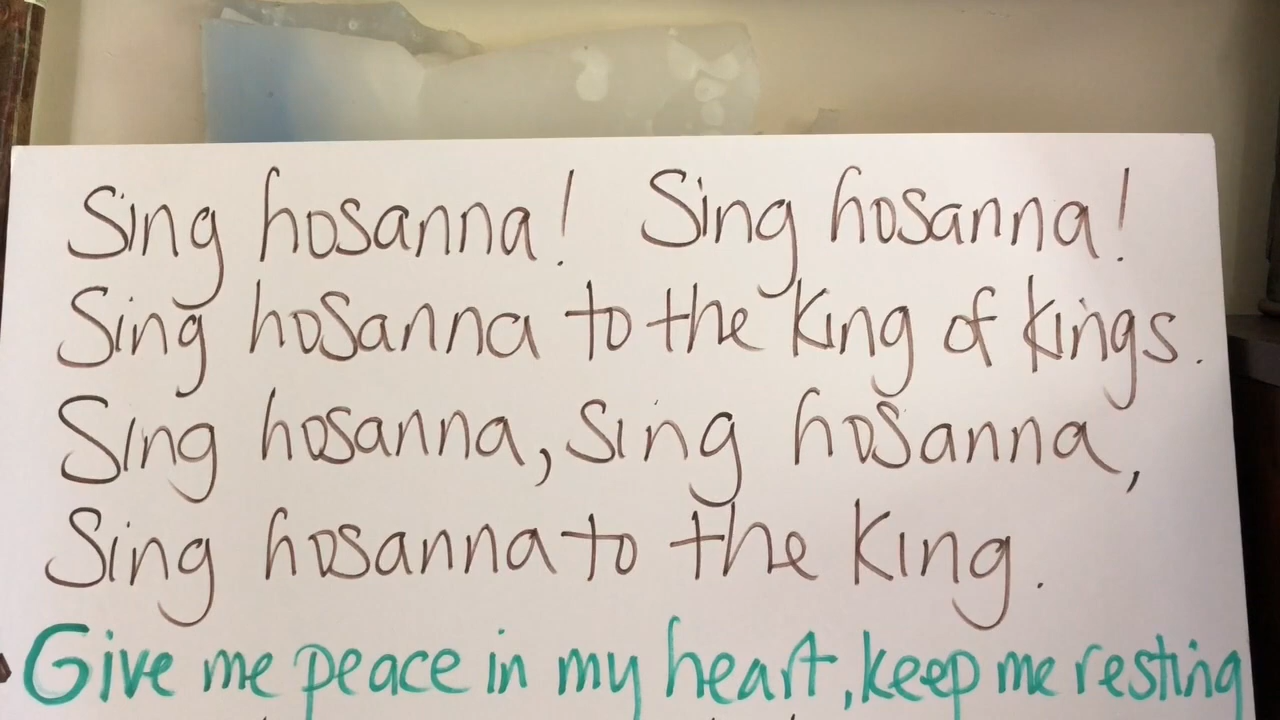 Sing hosanna! Sing hosanna!
Sing hosanna to the King of kings.
Sing hosanna, sing hosanna,
Sing hosanna to the King.
Give me peace in my heart, keep me resting